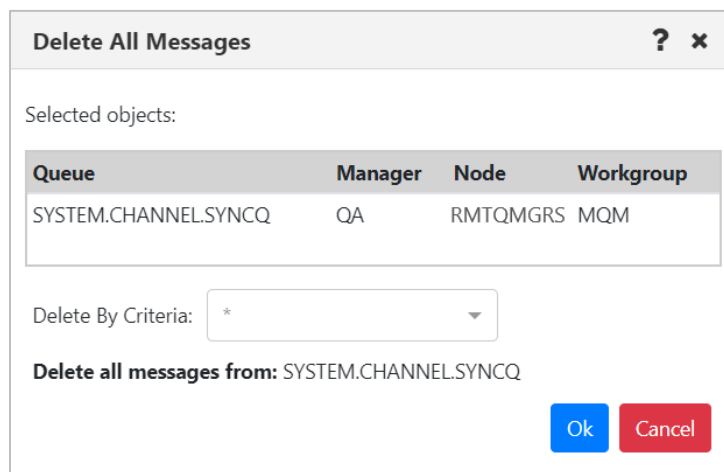 Delete All Messages ? ×
Selected objects:
Queue Manager Node Workgroup
SYSTEM.CHANNEL.SYNCQ QA RMTQMGRS MQM
Delete By Criteria: *
Delete all messages from: SYSTEM.CHANNEL.SYNCQ
Ok Cancel